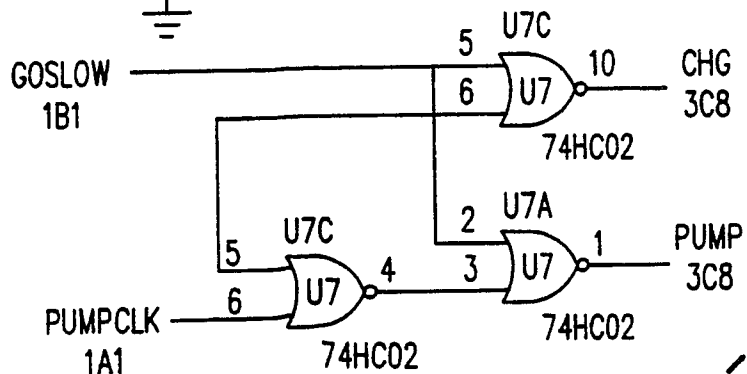 U7C
5
10
CHG
GOSLOW
6
U7
3C8
1B1
74HC02
U7A
2
1
PUMP
U7C
5
4
3
U7
3C8
U7
6
PUMPCLK
74HC02
1A1
74HC02